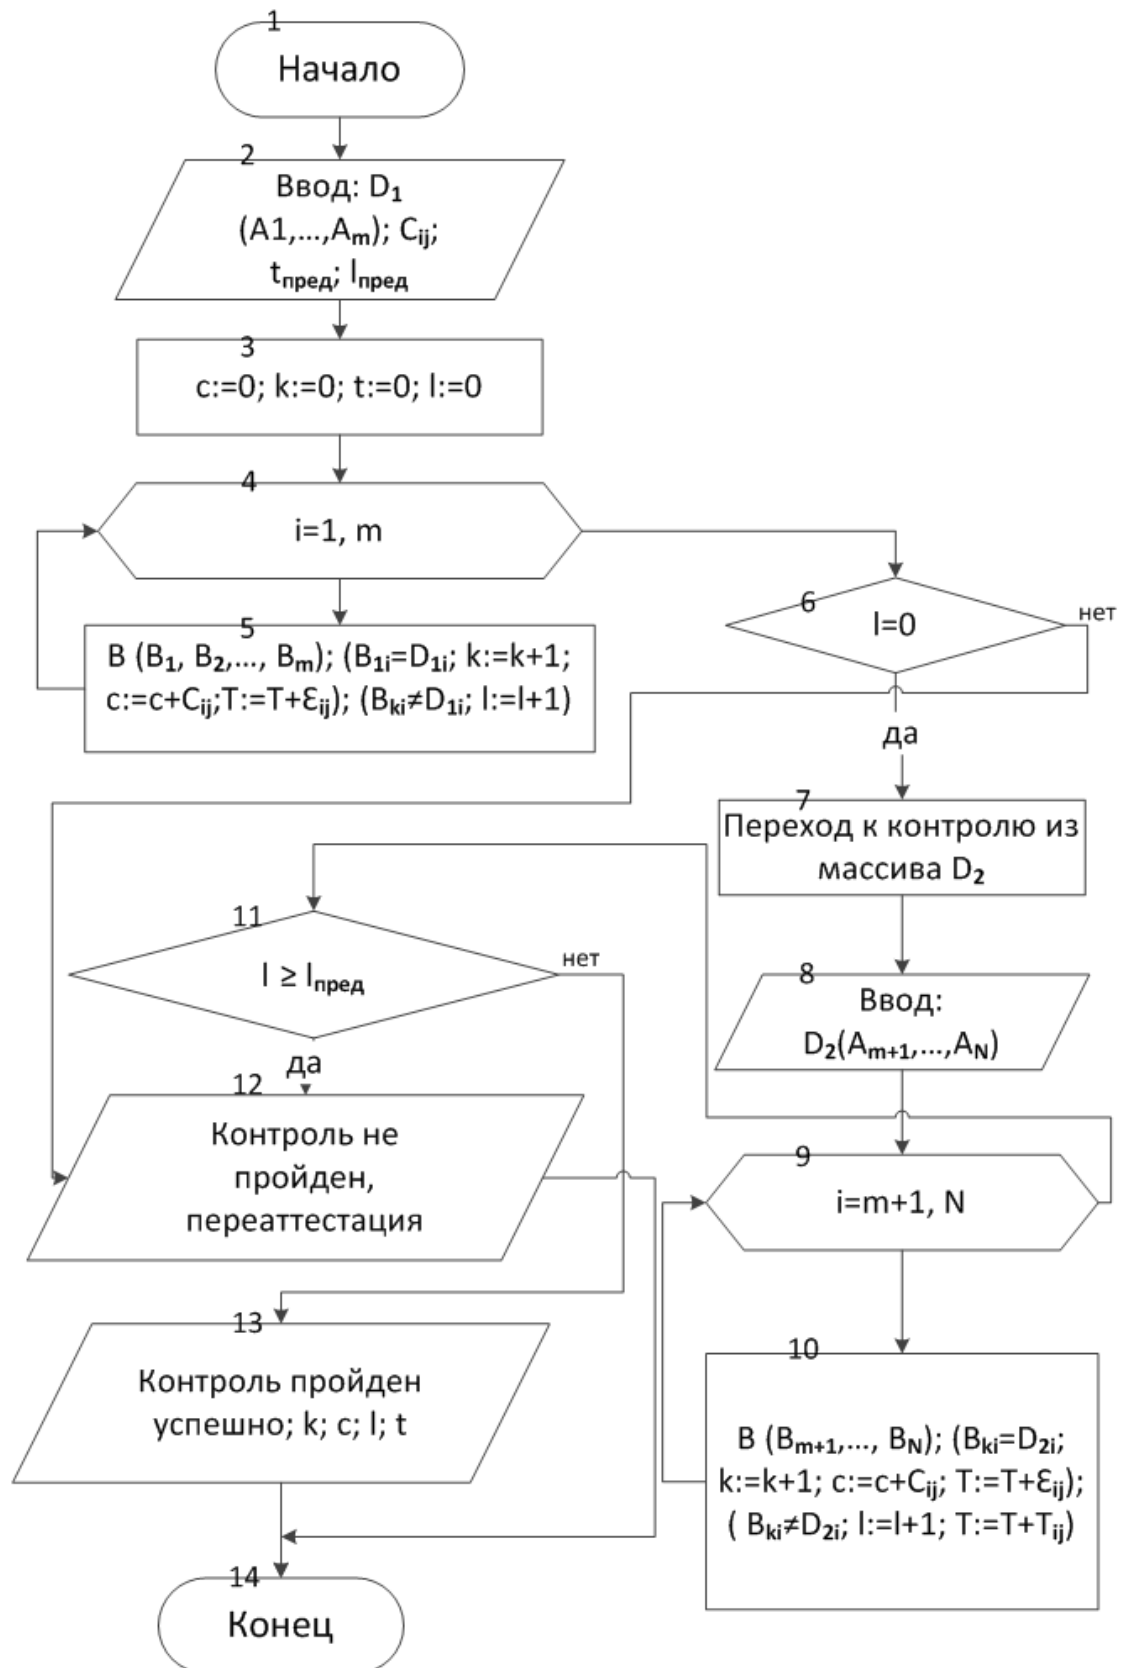 1
Начало
2
Ввод: D₁
(A1,...,Aₘ); Cᵢⱼ;
tпред; lпред
3
c:=0; k:=0; t:=0; l:=0
4
i=1, m
5
B (B₁, B₂,..., Bₘ); (B₁ᵢ=D₁ᵢ; k:=k+1;
c:=c+Cᵢⱼ;T:=T+Ɛᵢⱼ); (Bₖᵢ≠D₁ᵢ; l:=l+1)
6
l=0
нет
да
7
Переход к контролю из
массива D₂
8
Ввод:
D₂(Aₘ₊₁,...,A_N)
9
i=m+1, N
10
B (Bₘ₊₁,..., B_N); (Bₖᵢ=D₂ᵢ;
k:=k+1; c:=c+Cᵢⱼ; T:=T+Ɛᵢⱼ);
( Bₖᵢ≠D₂ᵢ; l:=l+1; T:=T+Tᵢⱼ)
11
l ≥ lпред
нет
да
12
Контроль не
пройден,
переаттестация
13
Контроль пройден
успешно; k; c; l; t
14
Конец